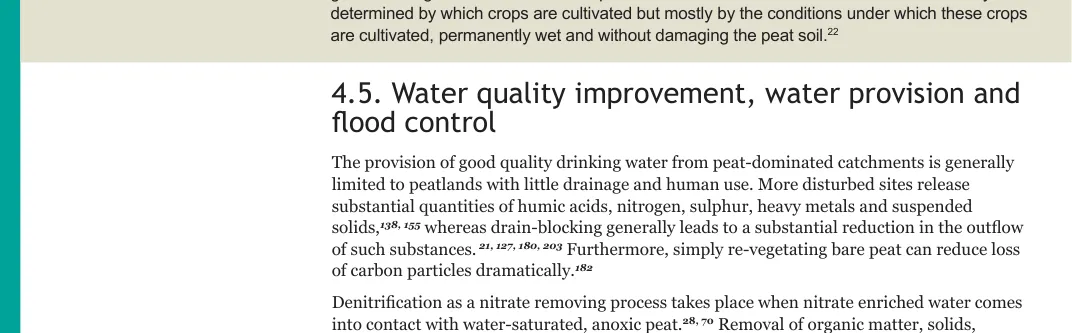 determined by which crops are cultivated but mostly by the conditions under which these crops
are cultivated, permanently wet and without damaging the peat soil.22
4.5. Water quality improvement, water provision and
flood control
The provision of good quality drinking water from peat-dominated catchments is generally
limited to peatlands with little drainage and human use. More disturbed sites release
substantial quantities of humic acids, nitrogen, sulphur, heavy metals and suspended
solids,138, 155 whereas drain-blocking generally leads to a substantial reduction in the outflow
of such substances. 21, 127, 180, 203 Furthermore, simply re-vegetating bare peat can reduce loss
of carbon particles dramatically.182
Denitrification as a nitrate removing process takes place when nitrate enriched water comes
into contact with water-saturated, anoxic peat.28, 70 Removal of organic matter, solids,